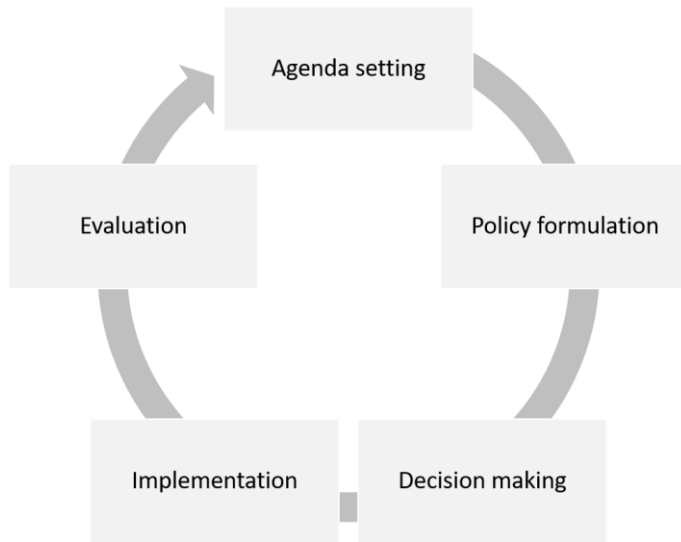 Agenda setting
Policy formulation
Decision making
Implementation
Evaluation